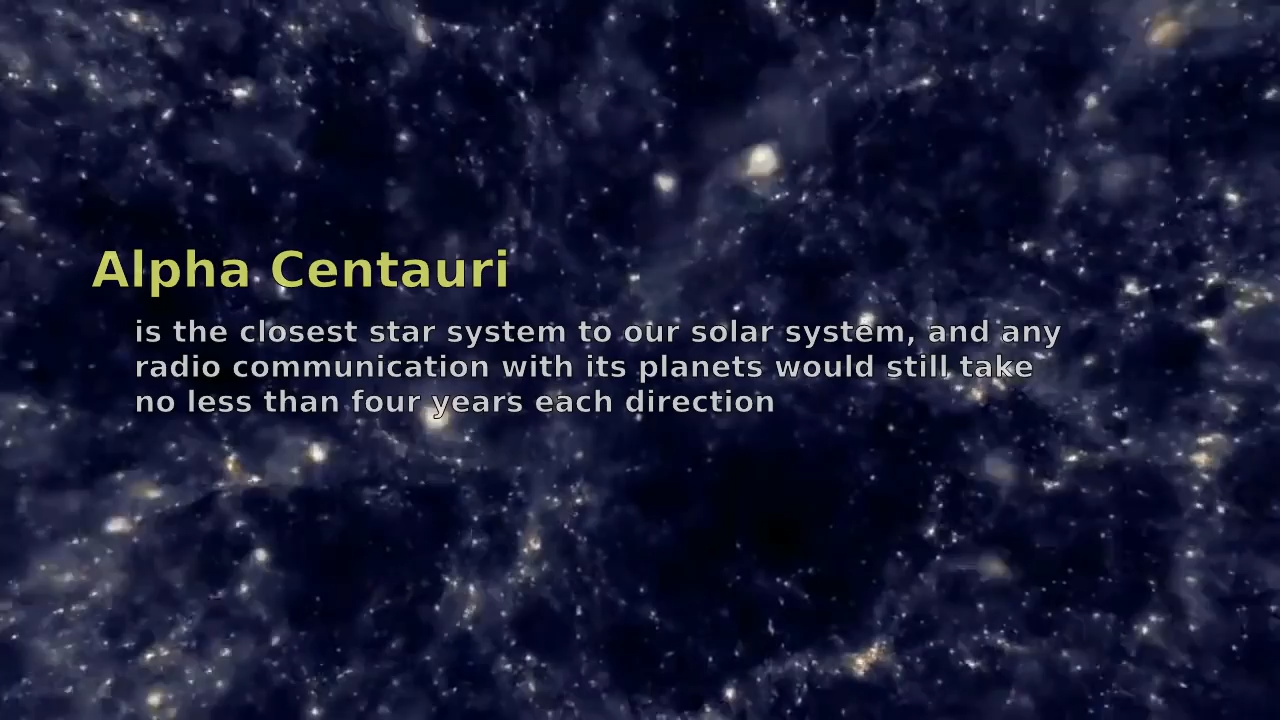 Alpha Centauri
is the closest star system to our solar system, and any
radio communication with its planets would still take
no less than four years each direction